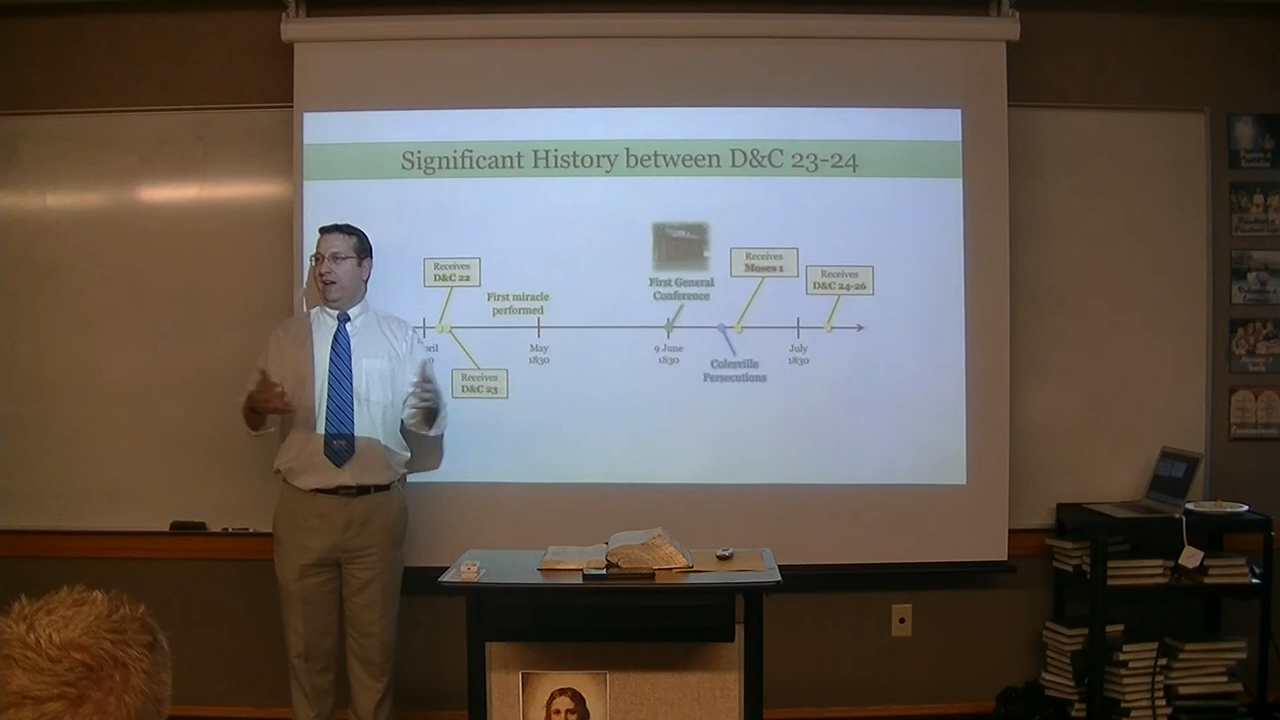 Significant History between D&C 23-24
Receives
D&C 22
First miracle
performed
First General
Conference
Receives
Moses 1
Receives
D&C 24-26
May
1830
9 June
1830
July
1830
Receives
D&C 23
Colesville
Persecutions